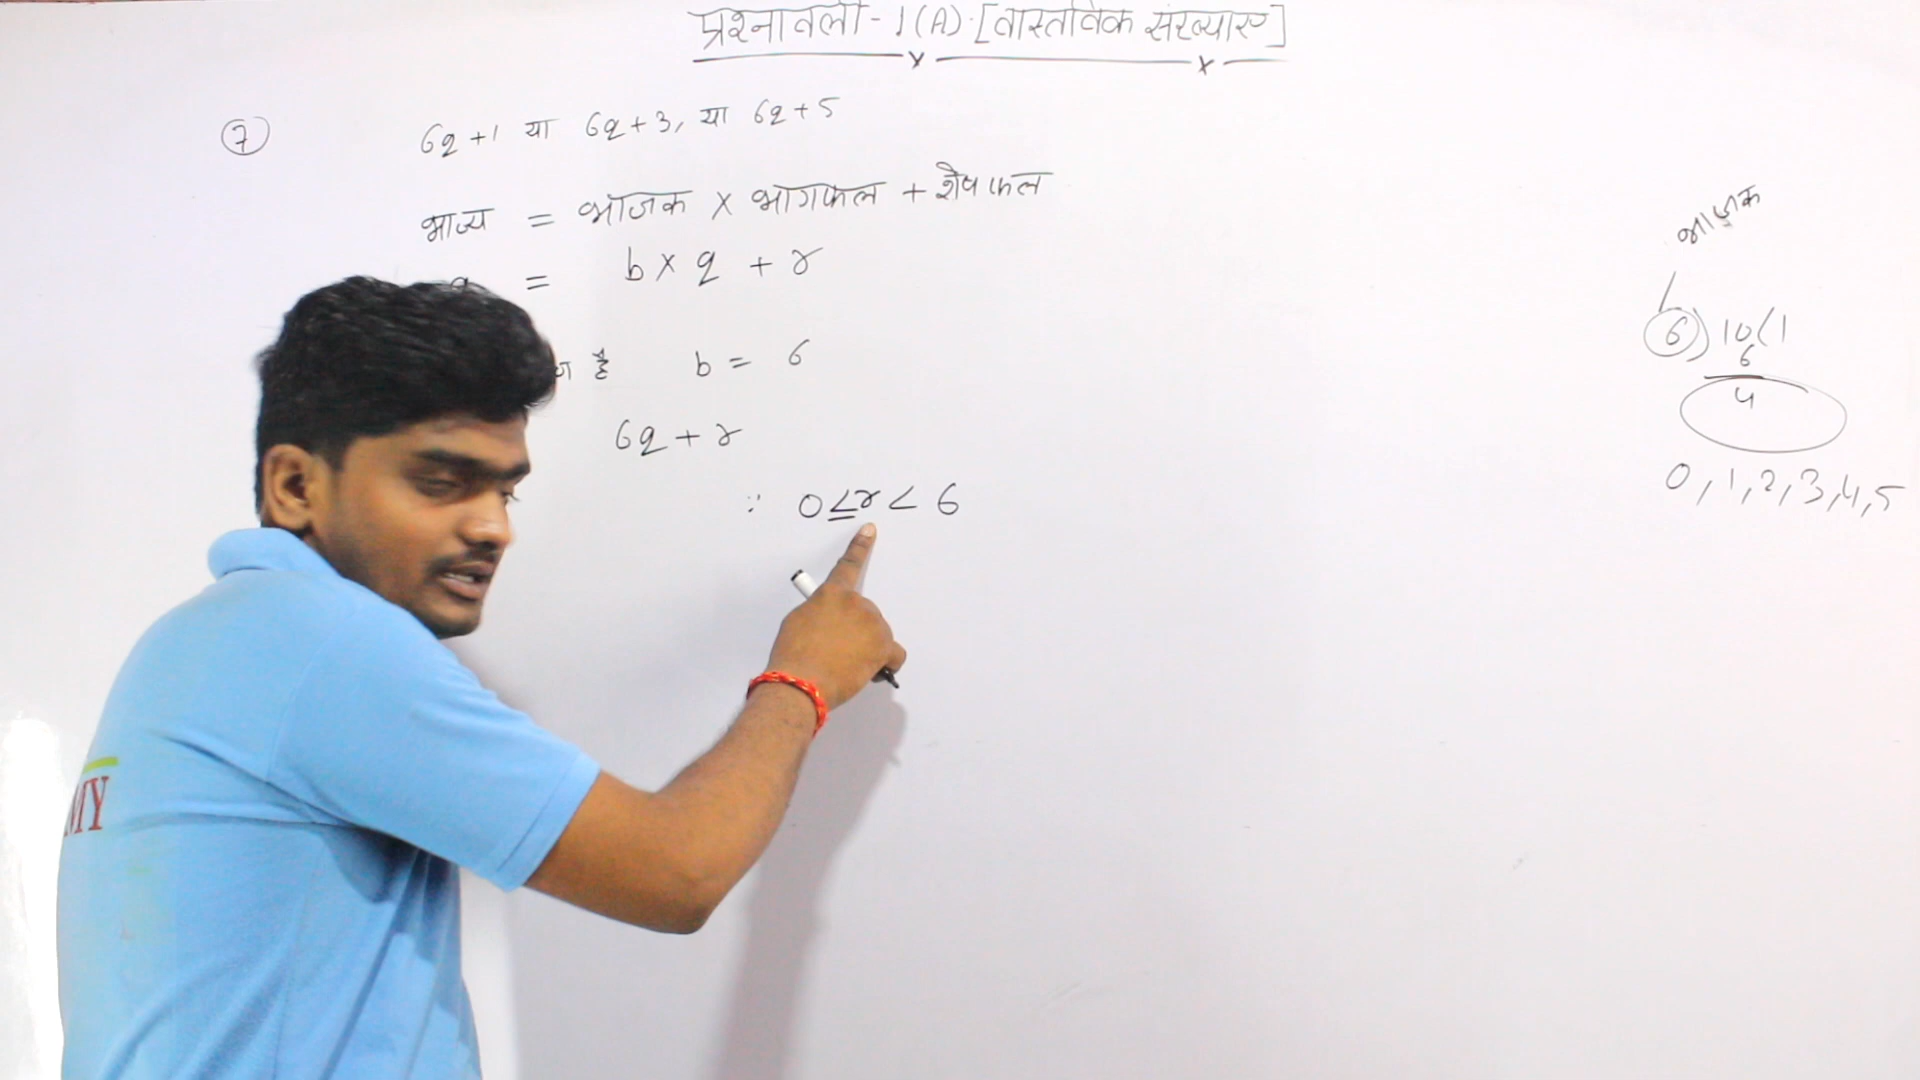 प्रश्नावली - 1(A) · [वास्तविक संख्याएं]
7
6q + 1 या 6q + 3, या 6q + 5
भाज्य = भाजक × भागफल + शेषफल
a = b × q + r
है b = 6
6q + r
∵ 0 ≤ r < 6
MY
भाजक
6) 10 ( 1
6
4
0, 1, 2, 3, 4, 5